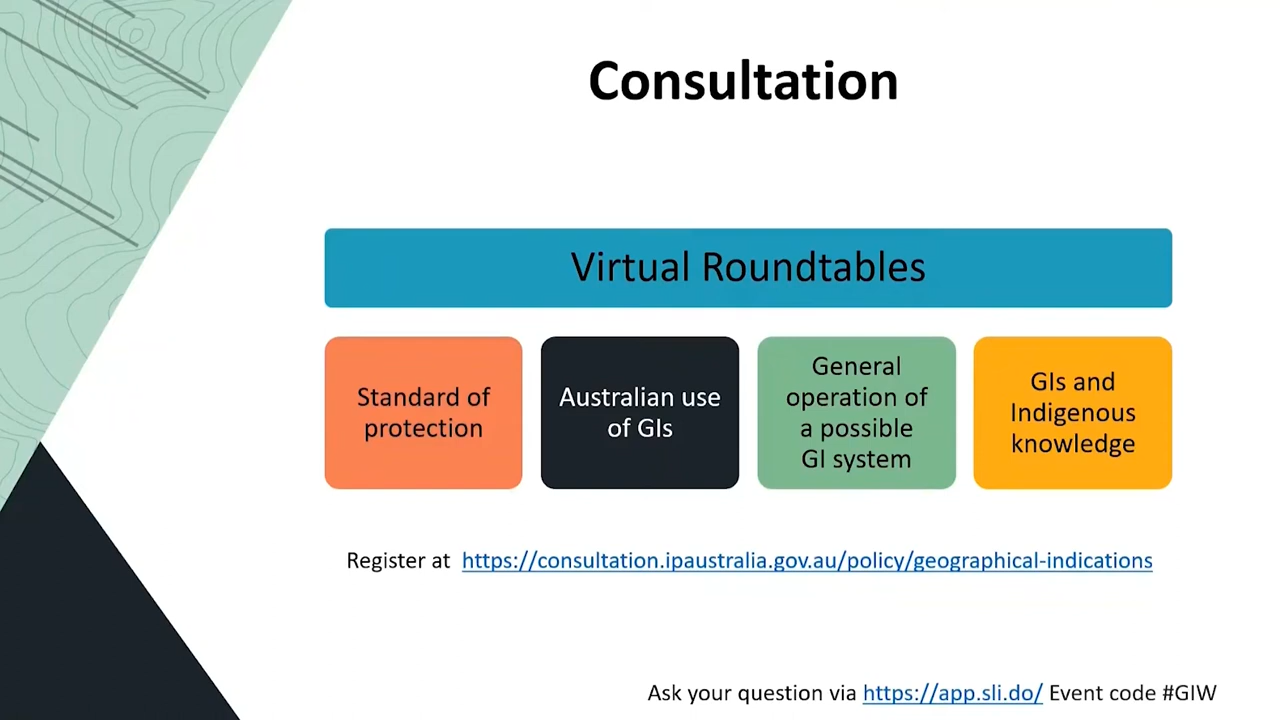 Consultation
Virtual Roundtables
Standard of
protection
Australian use
of GIs
General
operation of
a possible
GI system
GIs and
Indigenous
knowledge
Register at https://consultation.ipaustralia.gov.au/policy/geographical-indications
Ask your question via https://app.sli.do/ Event code #GIW